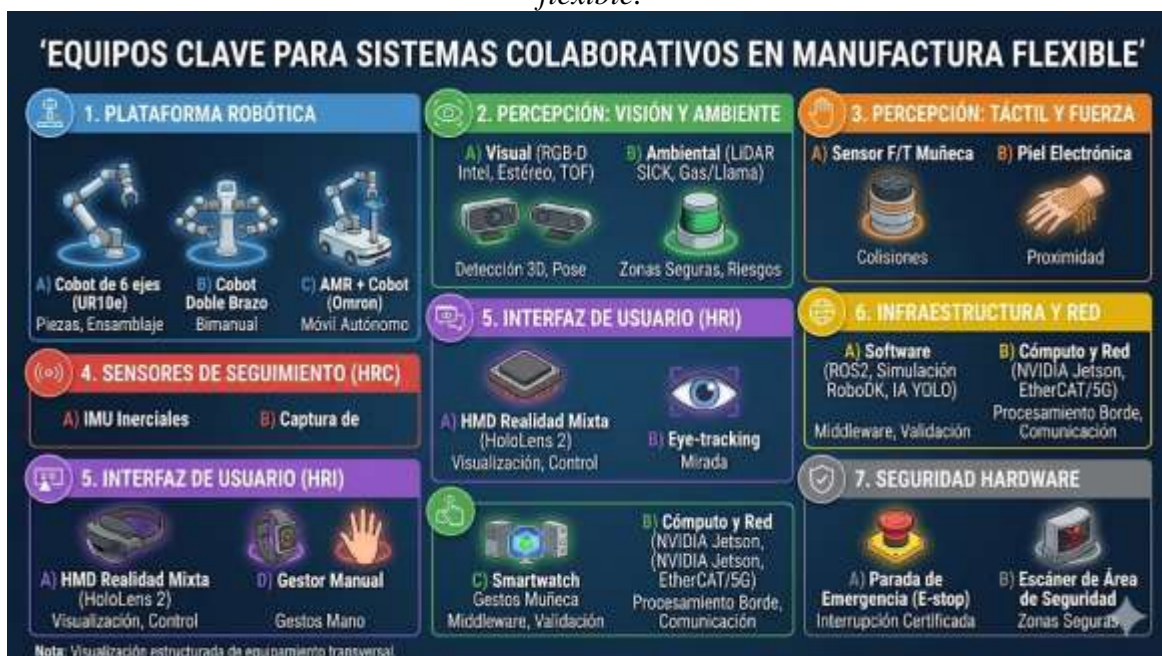 flexible.
‘EQUIPOS CLAVE PARA SISTEMAS COLABORATIVOS EN MANUFACTURA FLEXIBLE’
1. PLATAFORMA ROBÓTICA
A) Cobot de 6 ejes
(UR10e)
Piezas, Ensamblaje
B) Cobot
Doble Brazo
Bimanual
C) AMR + Cobot
(Omron)
Móvil Autónomo
2. PERCEPCIÓN: VISIÓN Y AMBIENTE
A) Visual (RGB-D
Intel, Estéreo, TOF)
Detección 3D, Pose
B) Ambiental (LiDAR
SICK, Gas/Llama)
Zonas Seguras, Riesgos
3. PERCEPCIÓN: TÁCTIL Y FUERZA
A) Sensor F/T Muñeca
Colisiones
B) Piel Electrónica
Proximidad
4. SENSORES DE SEGUIMIENTO (HRC)
A) IMU Inerciales
B) Captura de
5. INTERFAZ DE USUARIO (HRI)
A) HMD Realidad Mixta
(HoloLens 2)
Visualización, Control
B) Eye-tracking
Mirada
6. INFRAESTRUCTURA Y RED
A) Software
(ROS2, Simulación
RoboDK, IA YOLO)
Middleware, Validación
B) Cómputo y Red
(NVIDIA Jetson,
EtherCAT/5G)
Procesamiento Borde,
Comunicación
5. INTERFAZ DE USUARIO (HRI)
A) HMD Realidad Mixta
(HoloLens 2)
Visualización, Control
D) Gestor Manual
Gestos Mano
C) Smartwatch
Gestos Muñeca
Middleware, Validación
B) Cómputo y Red
(NVIDIA Jetson,
(NVIDIA Jetson,
EtherCAT/5G)
Procesamiento Borde,
Comunicación
7. SEGURIDAD HARDWARE
A) Parada de
Emergencia (E-stop)
Interrupción Certificada
B) Escáner de Área
de Seguridad
Zonas Seguras
Nota: Visualización estructurada de equipamiento transversal.